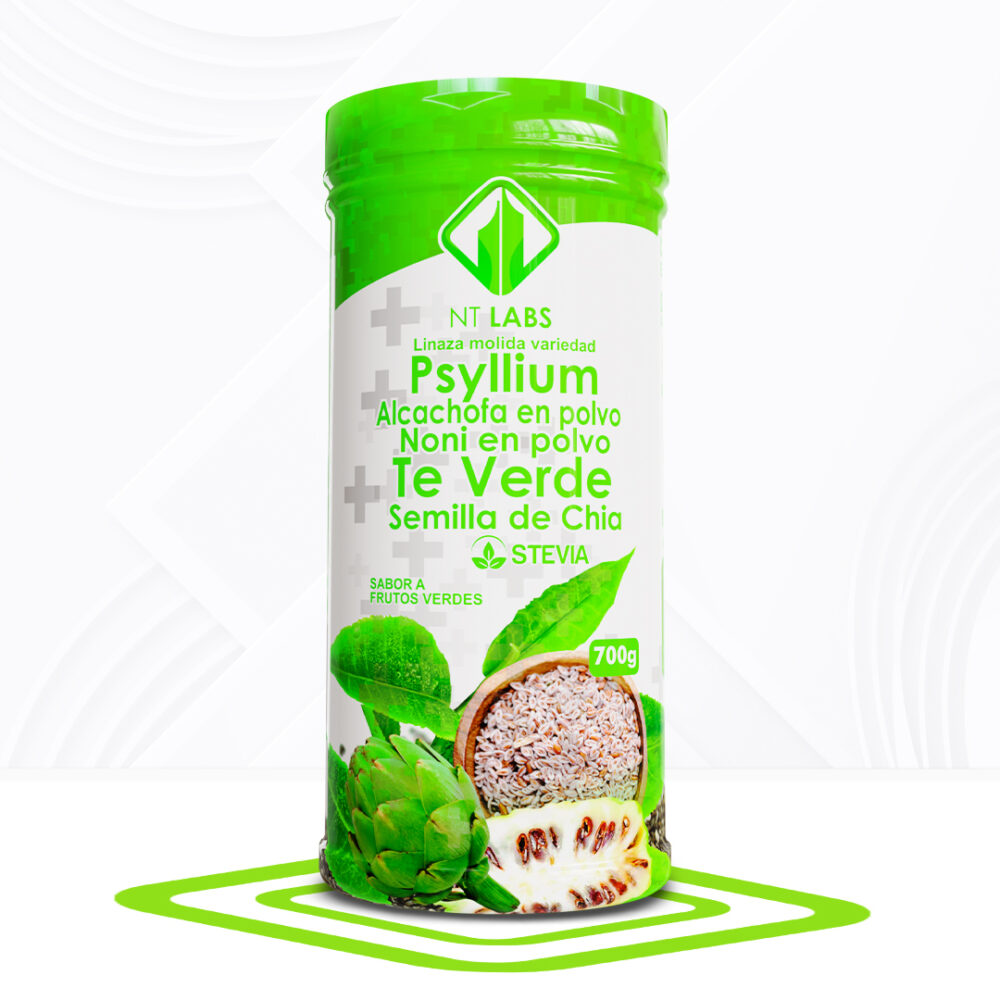 NT LABS
Linaza molida variedad
Psyllium
Alcachofa en polvo
Noni en polvo
Te Verde
Semilla de Chia
STEVIA
SABOR A
FRUTOS VERDES
700g